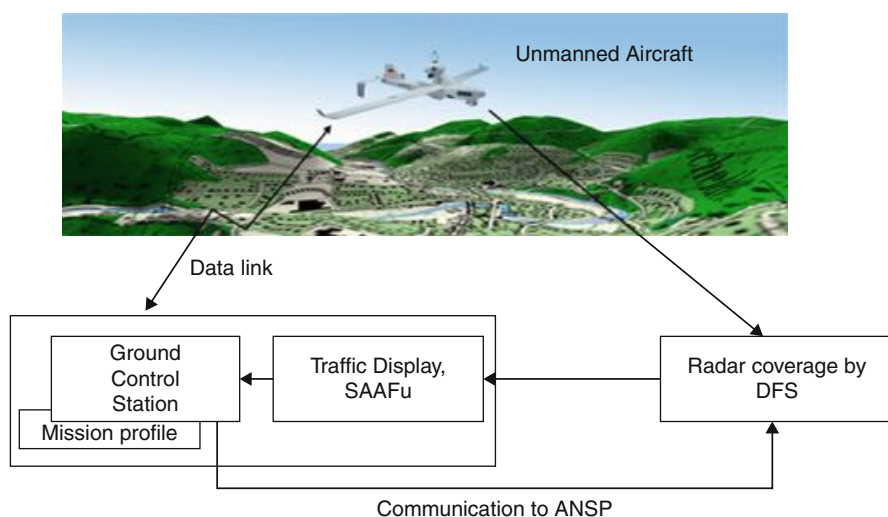 Unmanned Aircraft
Data link
Ground
Control
Station
Mission profile
Traffic Display,
SAAFu
Radar coverage by
DFS
Communication to ANSP